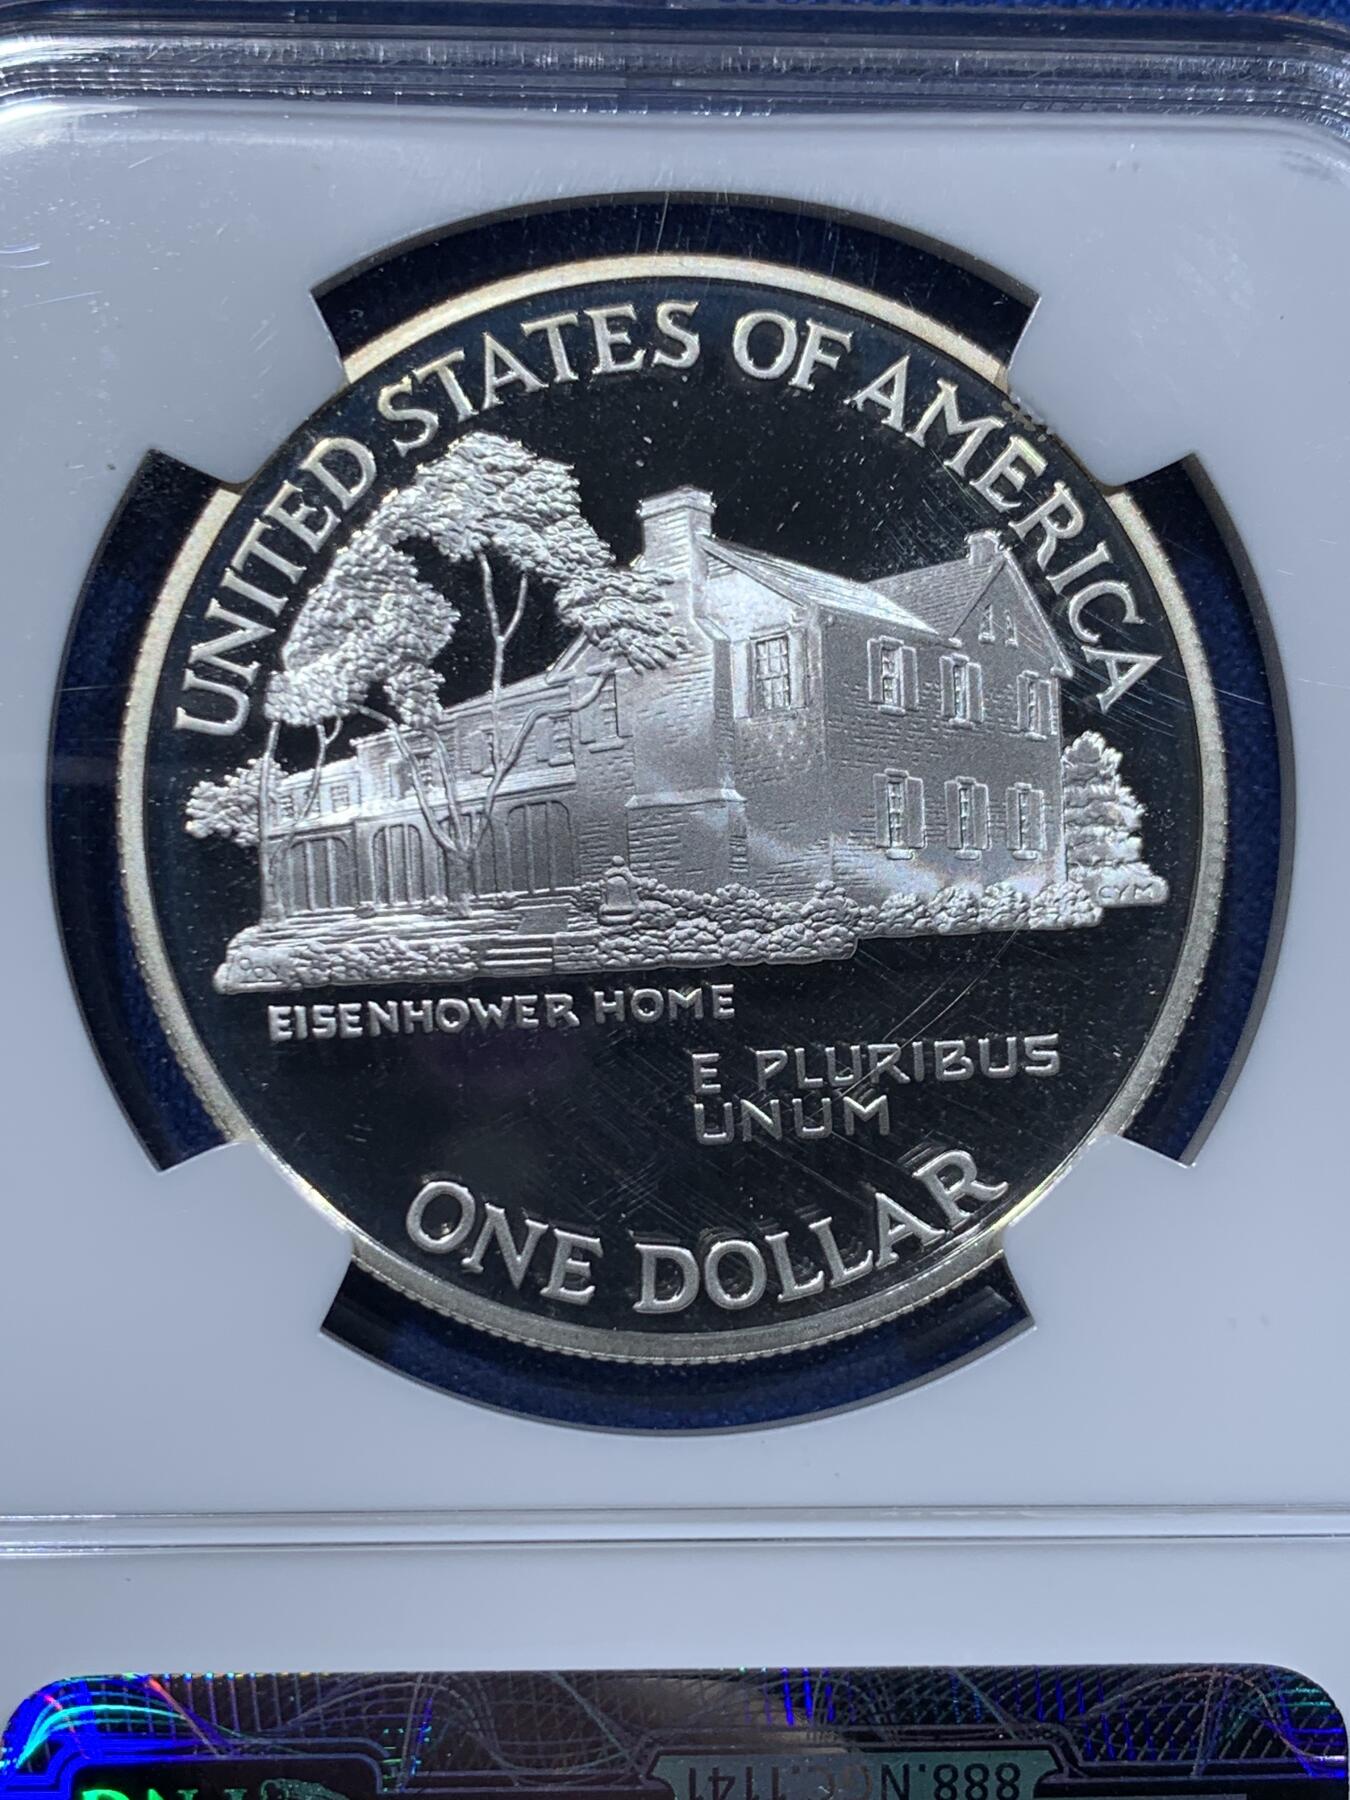 UNITED STATES OF AMERICA
CYM
EISENHOWER HOME
E PLURIBUS
UNUM
ONE DOLLAR
888.NGC.1141